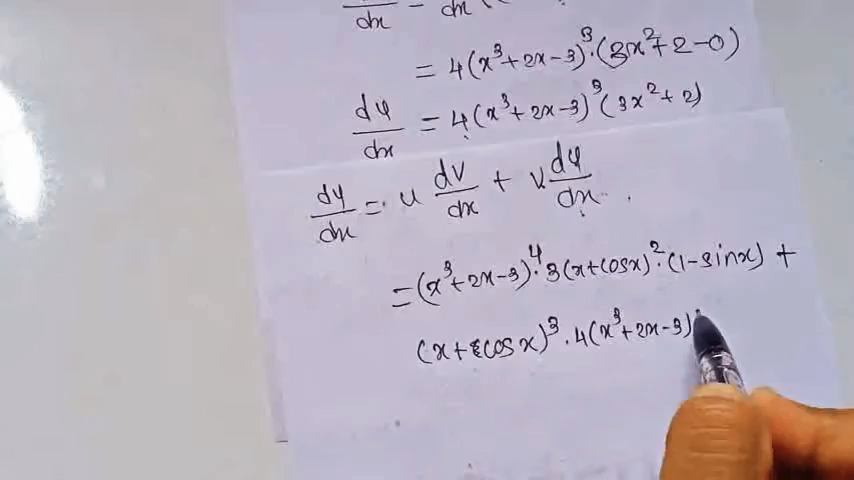 dx dx
= 4(x³+2x-3)³·(3x²+2-0)
du/dx = 4(x³+2x-3)³(3x²+2)
dy/dx = u dv/dx + v du/dx
= (x³+2x-3)⁴·3(x+cosx)²·(1-sinx) +
(x+cosx)³·4(x³+2x-3)